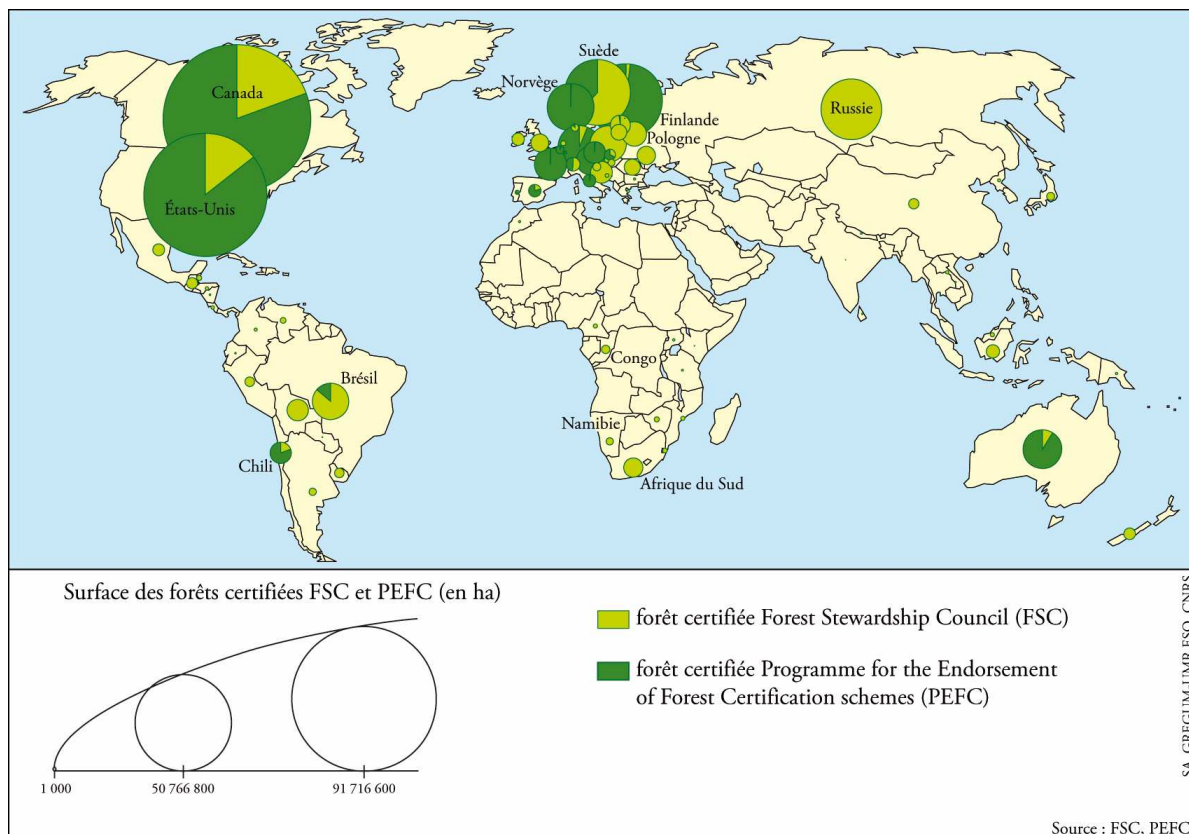 Canada
Suède
Norvège
Russie
Finlande
Pologne
États-Unis
Congo
Brésil
Namibie
Chili
Afrique du Sud
Surface des forêts certifiées FSC et PEFC (en ha)
1 000
50 766 800
91 716 600
forêt certifiée Forest Stewardship Council (FSC)
forêt certifiée Programme for the Endorsement
of Forest Certification schemes (PEFC)
Source : FSC, PEFC